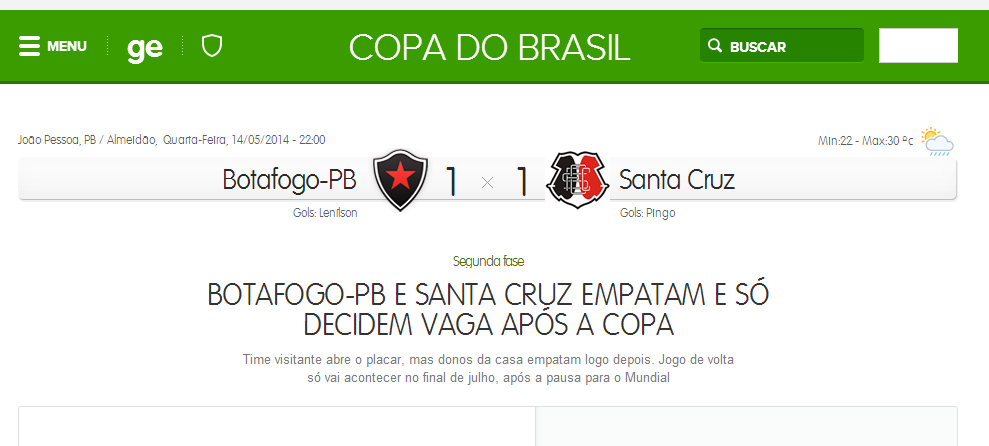 MENU
ge
COPA DO BRASIL
BUSCAR
João Pessoa, PB / Almeidão, Quarta-Feira, 14/05/2014 - 22:00
Min:22 - Max:30 ºc
Botafogo-PB 1 × 1 Santa Cruz
Gols: Lenilson
Gols: Pingo
Segunda fase
BOTAFOGO-PB E SANTA CRUZ EMPATAM E SÓ
DECIDEM VAGA APÓS A COPA
Time visitante abre o placar, mas donos da casa empatam logo depois. Jogo de volta
só vai acontecer no final de julho, após a pausa para o Mundial